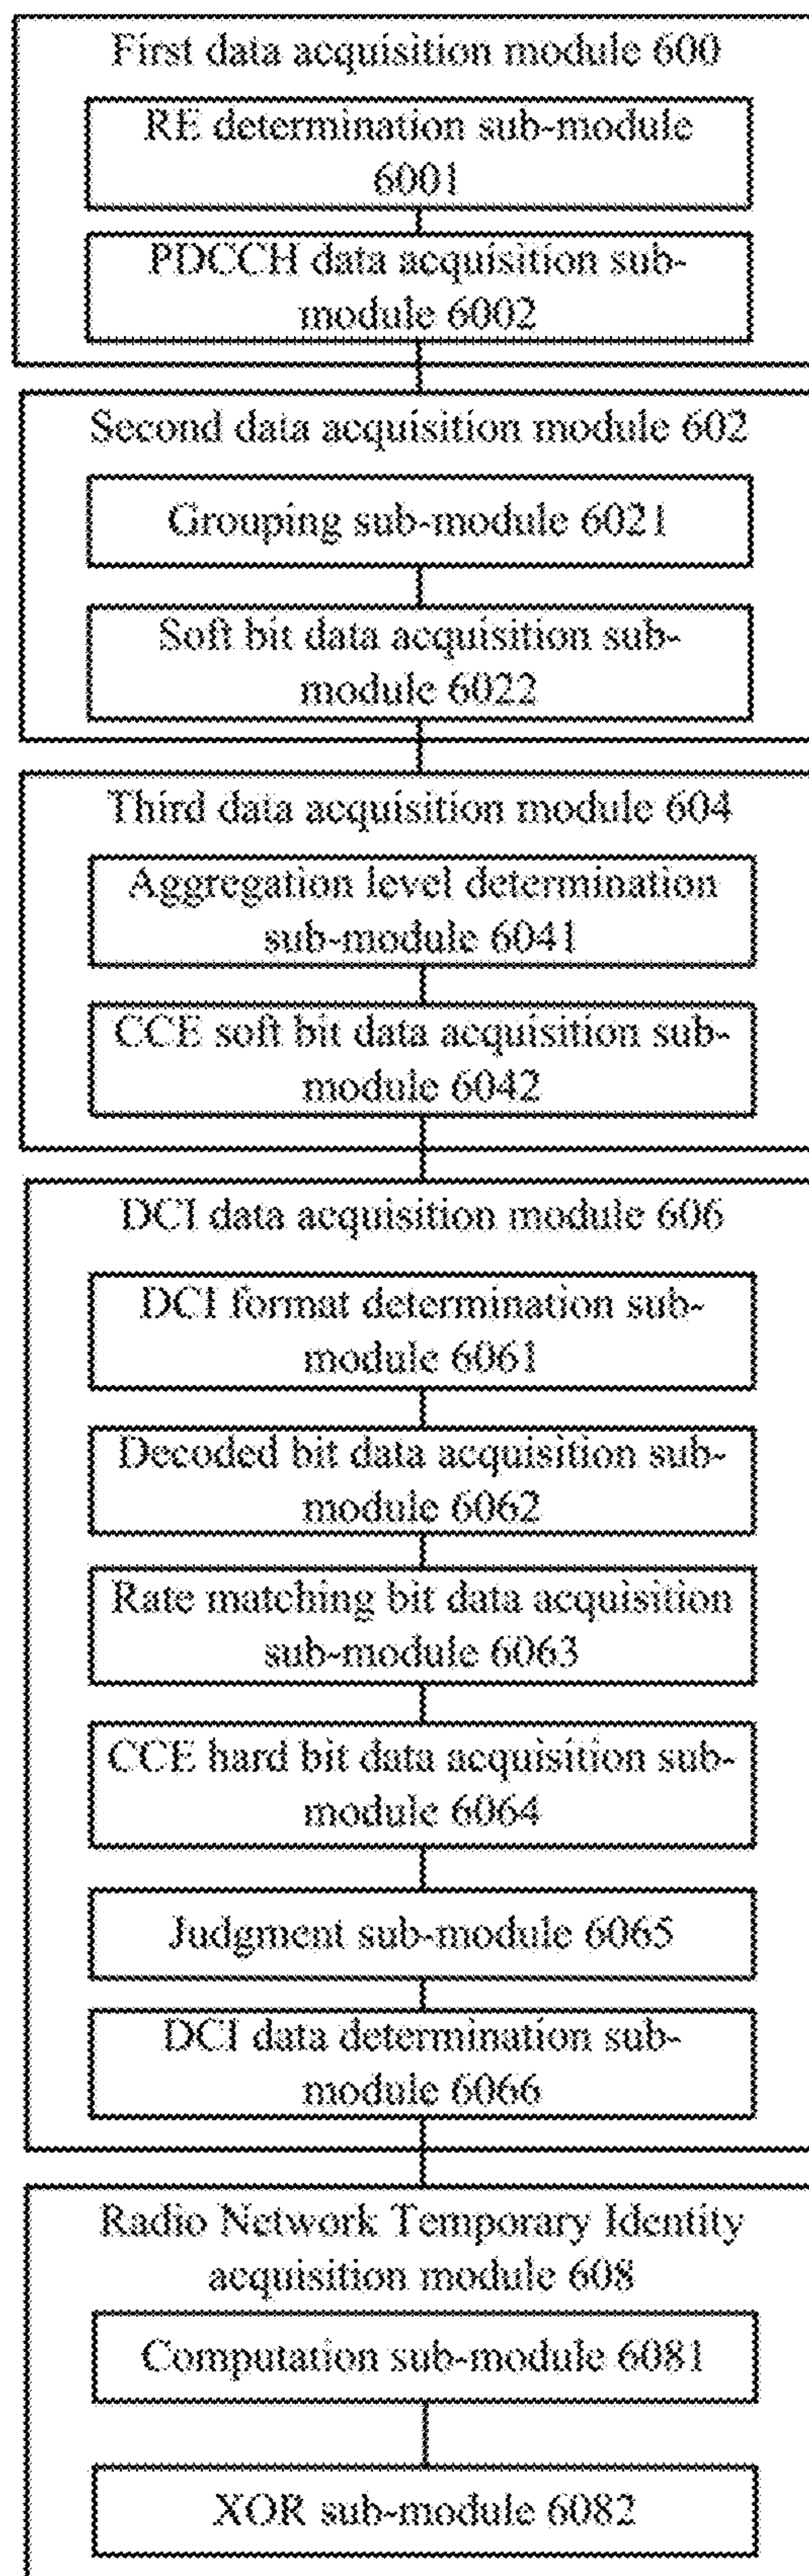 First data acquisition module 600
RE determination sub-module
6001
PDCCH data acquisition sub-
module 6002
Second data acquisition module 602
Grouping sub-module 6021
Soft bit data acquisition sub-
module 6022
Third data acquisition module 604
Aggregation level determination
sub-module 6041
CCE soft bit data acquisition sub-
module 6042
DCI data acquisition module 606
DCI format determination sub-
module 6061
Decoded bit data acquisition sub-
module 6062
Rate matching bit data acquisition
sub-module 6063
CCE hard bit data acquisition sub-
module 6064
Judgment sub-module 6065
DCI data determination sub-
module 6066
Radio Network Temporary Identity
acquisition module 608
Computation sub-module 6081
XOR sub-module 6082